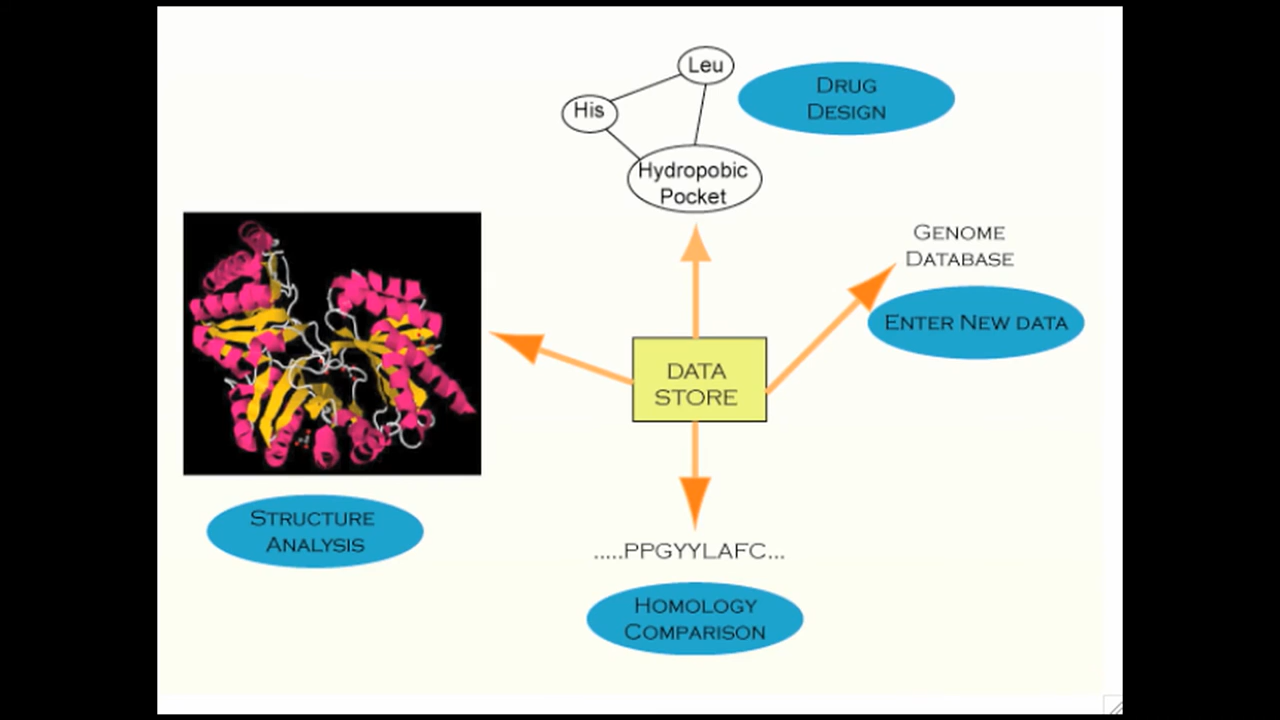 Leu
DRUG
DESIGN
His
Hydropobic
Pocket
GENOME
DATABASE
ENTER NEW DATA
DATA
STORE
STRUCTURE
ANALYSIS
.....PPGYYLAFC...
HOMOLOGY
COMPARISON